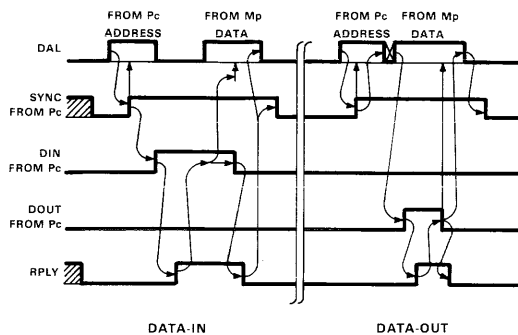 FROM Pc FROM Mp FROM Pc FROM Mp
ADDRESS DATA ADDRESS DATA
DAL
SYNC
FROM Pc
DIN
FROM Pc
DOUT
FROM Pc
RPLY
DATA-IN DATA-OUT